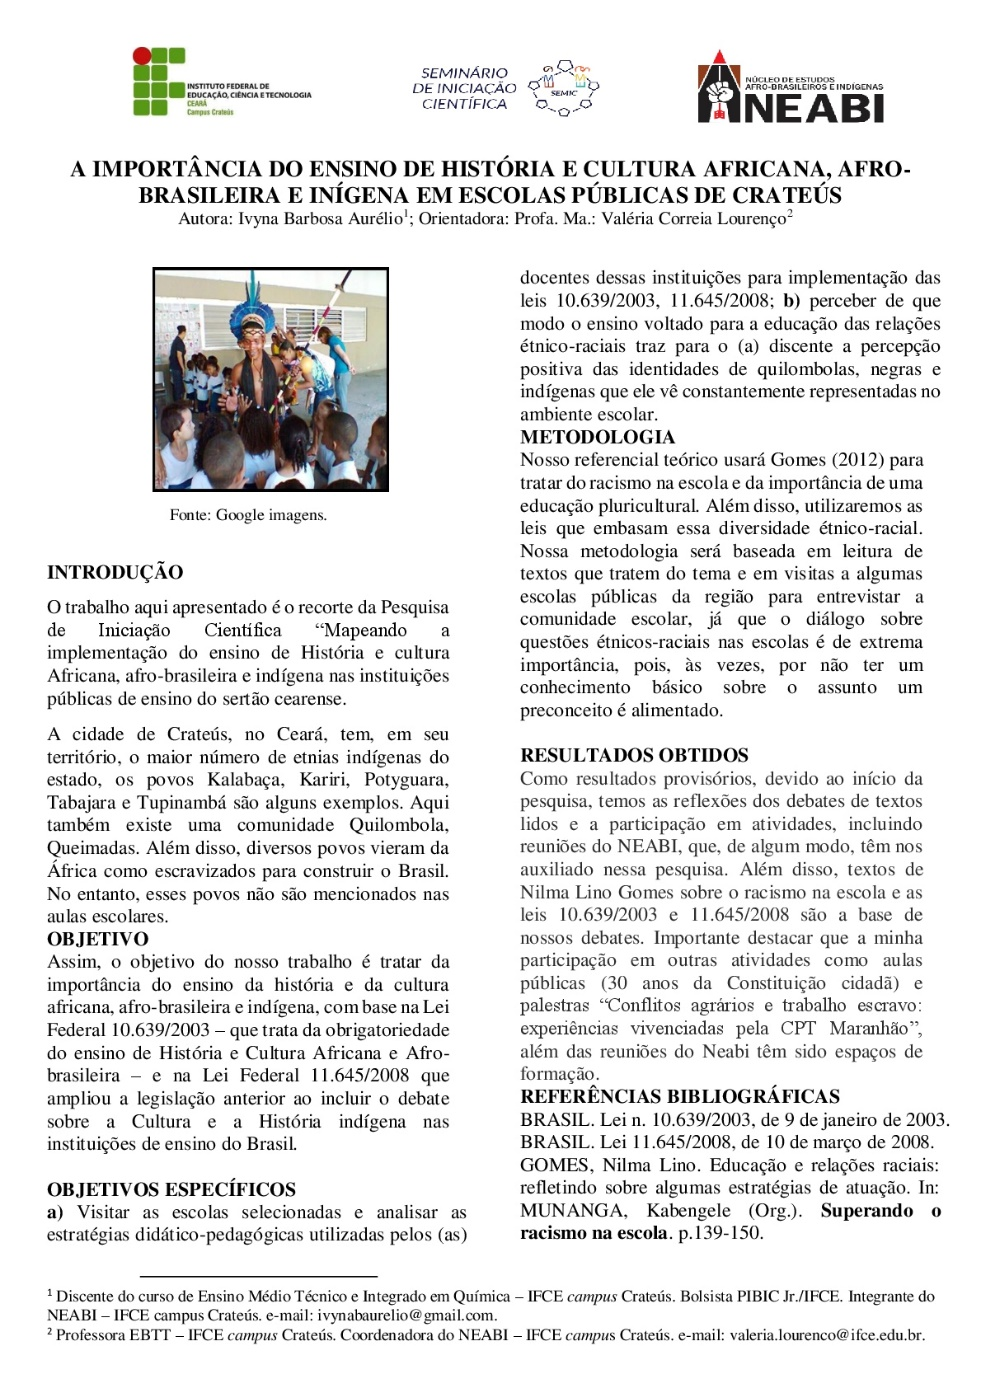 INSTITUTO FEDERAL DE
EDUCAÇÃO, CIÊNCIA E TECNOLOGIA
CEARÁ
Campus Crateús
SEMINÁRIO
DE INICIAÇÃO
CIENTÍFICA
SEMIC
NÚCLEO DE ESTUDOS
AFRO-BRASILEIROS E INDÍGENAS
NEABI
A IMPORTÂNCIA DO ENSINO DE HISTÓRIA E CULTURA AFRICANA, AFRO-
BRASILEIRA E INÍGENA EM ESCOLAS PÚBLICAS DE CRATEÚS
Autora: Ivyna Barbosa Aurélio¹; Orientadora: Profa. Ma.: Valéria Correia Lourenço²
Fonte: Google imagens.
INTRODUÇÃO
O trabalho aqui apresentado é o recorte da Pesquisa
de Iniciação Científica “Mapeando a
implementação do ensino de História e cultura
Africana, afro-brasileira e indígena nas instituições
públicas de ensino do sertão cearense.
A cidade de Crateús, no Ceará, tem, em seu
território, o maior número de etnias indígenas do
estado, os povos Kalabaça, Kariri, Potyguara,
Tabajara e Tupinambá são alguns exemplos. Aqui
também existe uma comunidade Quilombola,
Queimadas. Além disso, diversos povos vieram da
África como escravizados para construir o Brasil.
No entanto, esses povos não são mencionados nas
aulas escolares.
OBJETIVO
Assim, o objetivo do nosso trabalho é tratar da
importância do ensino da história e da cultura
africana, afro-brasileira e indígena, com base na Lei
Federal 10.639/2003 – que trata da obrigatoriedade
do ensino de História e Cultura Africana e Afro-
brasileira – e na Lei Federal 11.645/2008 que
ampliou a legislação anterior ao incluir o debate
sobre a Cultura e a História indígena nas
instituições de ensino do Brasil.
OBJETIVOS ESPECÍFICOS
a) Visitar as escolas selecionadas e analisar as
estratégias didático-pedagógicas utilizadas pelos (as)
docentes dessas instituições para implementação das
leis 10.639/2003, 11.645/2008; b) perceber de que
modo o ensino voltado para a educação das relações
étnico-raciais traz para o (a) discente a percepção
positiva das identidades de quilombolas, negras e
indígenas que ele vê constantemente representadas no
ambiente escolar.
METODOLOGIA
Nosso referencial teórico usará Gomes (2012) para
tratar do racismo na escola e da importância de uma
educação pluricultural. Além disso, utilizaremos as
leis que embasam essa diversidade étnico-racial.
Nossa metodologia será baseada em leitura de
textos que tratem do tema e em visitas a algumas
escolas públicas da região para entrevistar a
comunidade escolar, já que o diálogo sobre
questões étnicos-raciais nas escolas é de extrema
importância, pois, às vezes, por não ter um
conhecimento básico sobre o assunto um
preconceito é alimentado.
RESULTADOS OBTIDOS
Como resultados provisórios, devido ao início da
pesquisa, temos as reflexões dos debates de textos
lidos e a participação em atividades, incluindo
reuniões do NEABI, que, de algum modo, têm nos
auxiliado nessa pesquisa. Além disso, textos de
Nilma Lino Gomes sobre o racismo na escola e as
leis 10.639/2003 e 11.645/2008 são a base de
nossos debates. Importante destacar que a minha
participação em outras atividades como aulas
públicas (30 anos da Constituição cidadã) e
palestras “Conflitos agrários e trabalho escravo:
experiências vivenciadas pela CPT Maranhão”,
além das reuniões do Neabi têm sido espaços de
formação.
REFERÊNCIAS BIBLIOGRÁFICAS
BRASIL. Lei n. 10.639/2003, de 9 de janeiro de 2003.
BRASIL. Lei 11.645/2008, de 10 de março de 2008.
GOMES, Nilma Lino. Educação e relações raciais:
refletindo sobre algumas estratégias de atuação. In:
MUNANGA, Kabengele (Org.). Superando o
racismo na escola. p.139-150.
¹ Discente do curso de Ensino Médio Técnico e Integrado em Química – IFCE campus Crateús. Bolsista PIBIC Jr./IFCE. Integrante do
NEABI – IFCE campus Crateús. e-mail: ivynabaurelio@gmail.com.
² Professora EBTT – IFCE campus Crateús. Coordenadora do NEABI – IFCE campus Crateús. e-mail: valeria.lourenco@ifce.edu.br.